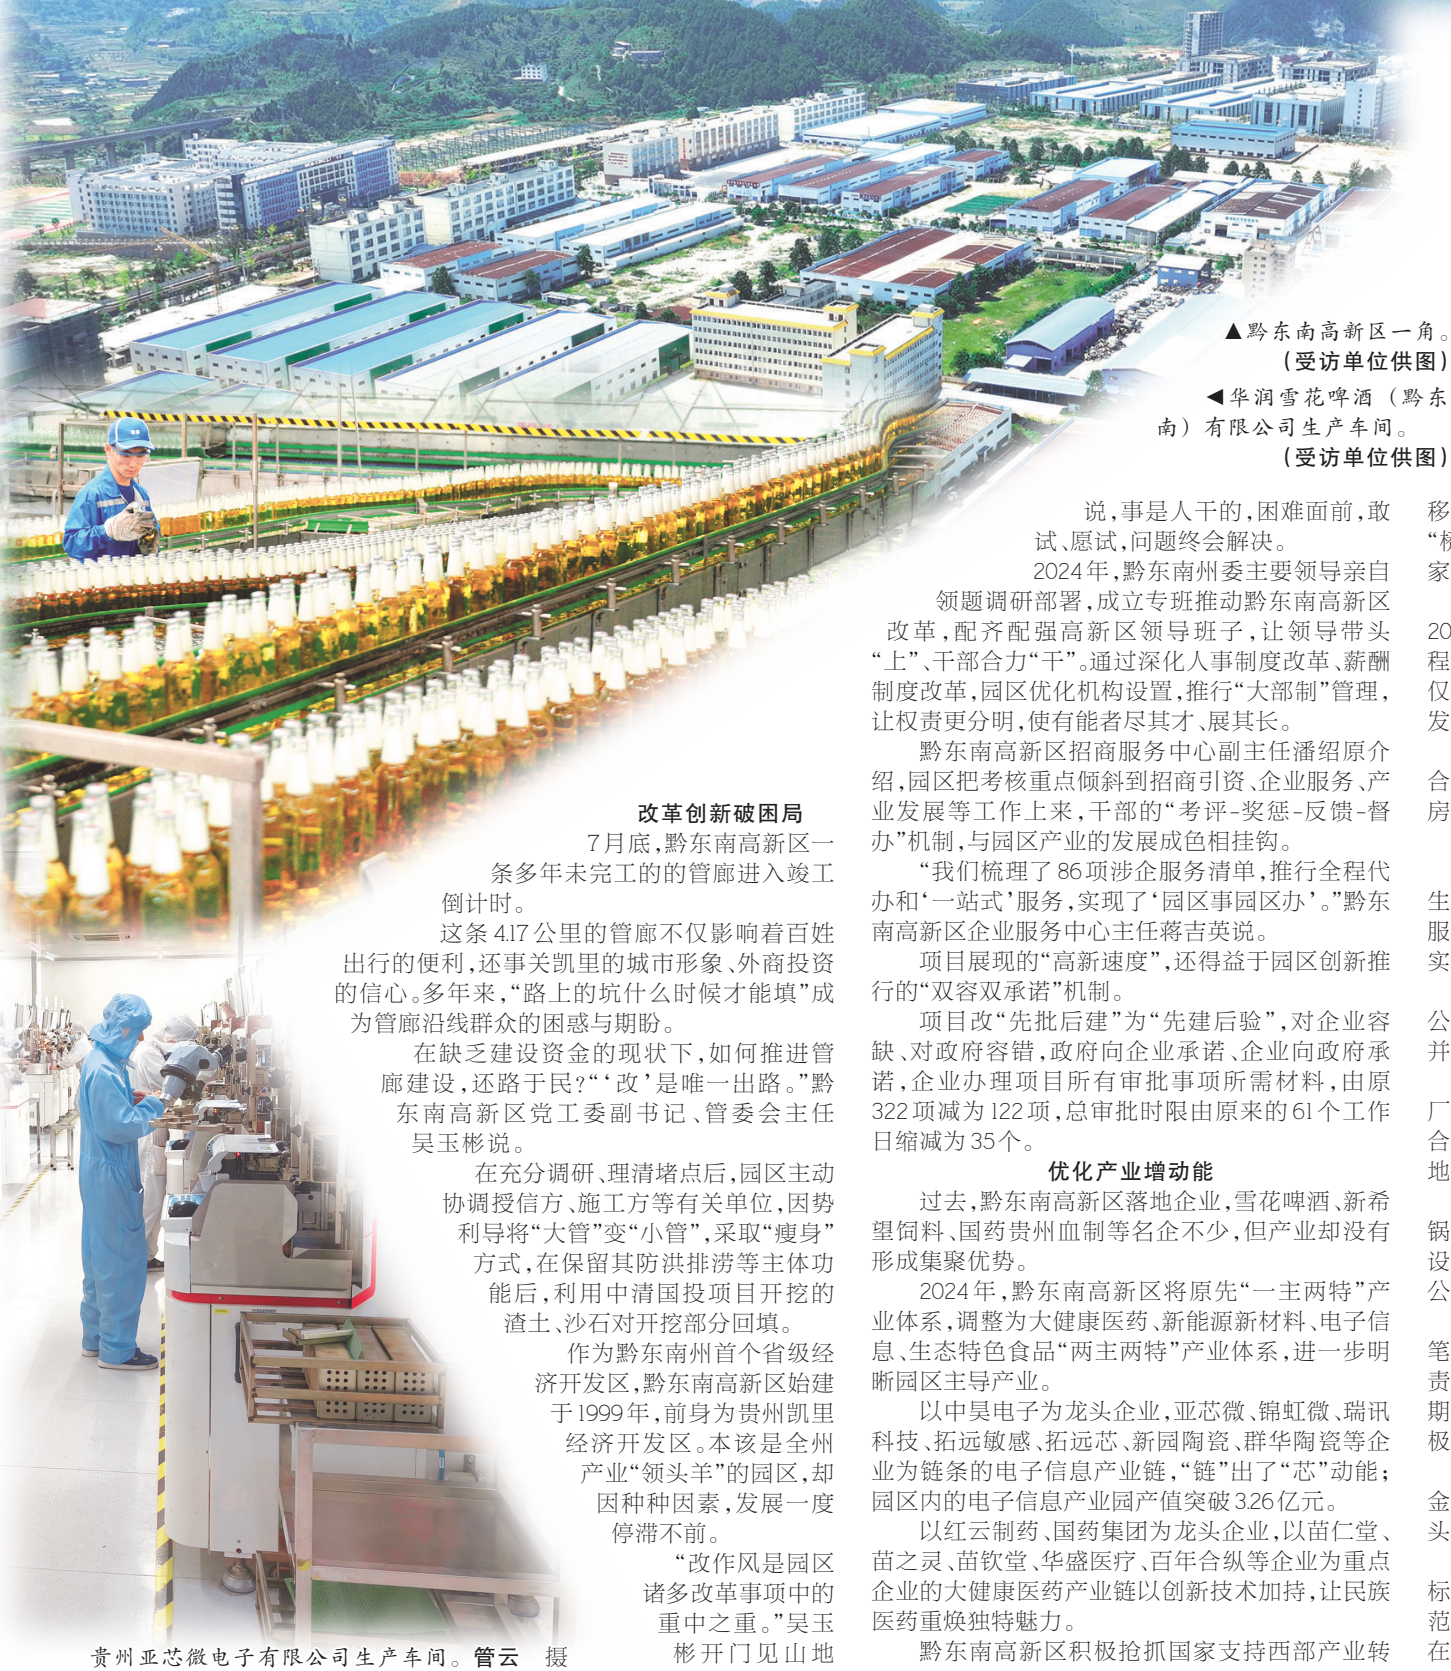 ▲黔东南高新区一角。
(受访单位供图)
◀华润雪花啤酒（黔东
南）有限公司生产车间。
(受访单位供图)
改革创新破困局
7月底,黔东南高新区一
条多年未完工的的管廊进入竣工
倒计时。
这条4.17公里的管廊不仅影响着百姓
出行的便利,还事关凯里的城市形象、外商投资
的信心。多年来,“路上的坑什么时候才能填”成
为管廊沿线群众的困惑与期盼。
在缺乏建设资金的现状下,如何推进管
廊建设,还路于民?“‘改’是唯一出路。”黔
东南高新区党工委副书记、管委会主任
吴玉彬说。
在充分调研、理清堵点后,园区主动
协调授信方、施工方等有关单位,因势
利导将“大管”变“小管”,采取“瘦身”
方式,在保留其防洪排涝等主体功
能后,利用中清国投项目开挖的
渣土、沙石对开挖部分回填。
作为黔东南州首个省级经
济开发区,黔东南高新区始建
于1999年,前身为贵州凯里
经济开发区。本该是全州
产业“领头羊”的园区,却
因种种因素,发展一度
停滞不前。
“改作风是园区
诸多改革事项中的
重中之重。”吴玉
彬开门见山地
贵州亚芯微电子有限公司生产车间。管云 摄
说,事是人干的,困难面前,敢
试、愿试,问题终会解决。
2024年,黔东南州委主要领导亲自
领题调研部署,成立专班推动黔东南高新区
改革,配齐配强高新区领导班子,让领导带头
“上”、干部合力“干”。通过深化人事制度改革、薪酬
制度改革,园区优化机构设置,推行“大部制”管理,
让权责更分明,使有能者尽其才、展其长。
黔东南高新区招商服务中心副主任潘绍原介
绍,园区把考核重点倾斜到招商引资、企业服务、产
业发展等工作上来,干部的“考评-奖惩-反馈-督
办”机制,与园区产业的发展成色相挂钩。
“我们梳理了86项涉企服务清单,推行全程代
办和‘一站式’服务,实现了‘园区事园区办’。”黔东
南高新区企业服务中心主任蒋吉英说。
项目展现的“高新速度”,还得益于园区创新推
行的“双容双承诺”机制。
项目改“先批后建”为“先建后验”,对企业容
缺、对政府容错,政府向企业承诺、企业向政府承
诺,企业办理项目所有审批事项所需材料,由原
322项减为122项,总审批时限由原来的61个工作
日缩减为35个。
优化产业增动能
过去,黔东南高新区落地企业,雪花啤酒、新希
望饲料、国药贵州血制等名企不少,但产业却没有
形成集聚优势。
2024年,黔东南高新区将原先“一主两特”产
业体系,调整为大健康医药、新能源新材料、电子信
息、生态特色食品“两主两特”产业体系,进一步明
晰园区主导产业。
以中昊电子为龙头企业,亚芯微、锦虹微、瑞讯
科技、拓远敏感、拓远芯、新园陶瓷、群华陶瓷等企
业为链条的电子信息产业链,“链”出了“芯”动能;
园区内的电子信息产业园产值突破3.26亿元。
以红云制药、国药集团为龙头企业,以苗仁堂、
苗之灵、苗钦堂、华盛医疗、百年合纵等企业为重点
企业的大健康医药产业链以创新技术加持,让民族
医药重焕独特魅力。
黔东南高新区积极抢抓国家支持西部产业转
移
家
20
程
仅
发
合
房
生
服
实
公
并
厂
合
地
锅
设
公
笔
责
期
极
金
头
标
范
在